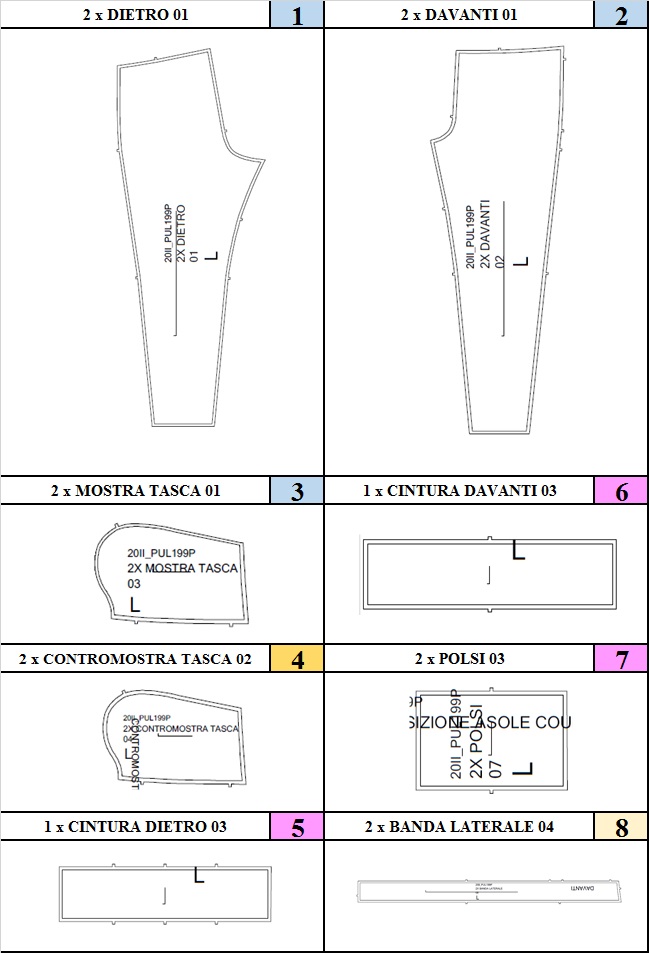 2 x DIETRO 01
1
2 x DAVANTI 01
2
20II_PUL199P
2X DIETRO
01
L
20II_PUL199P
2X DAVANTI
02
L
2 x MOSTRA TASCA 01
3
1 x CINTURA DAVANTI 03
6
20II_PUL199P
2X MOSTRA TASCA
03
L
L
2 x CONTROMOSTRA TASCA 02
4
2 x POLSI 03
7
20II_PUL199P
2X CONTROMOSTRA TASCA
04
L
CONTROMOST
9P
SIZIONE ASOLE COU
20II_PUL199P
2X POLSI
07
L
1 x CINTURA DIETRO 03
5
2 x BANDA LATERALE 04
8
L
DAVANTI